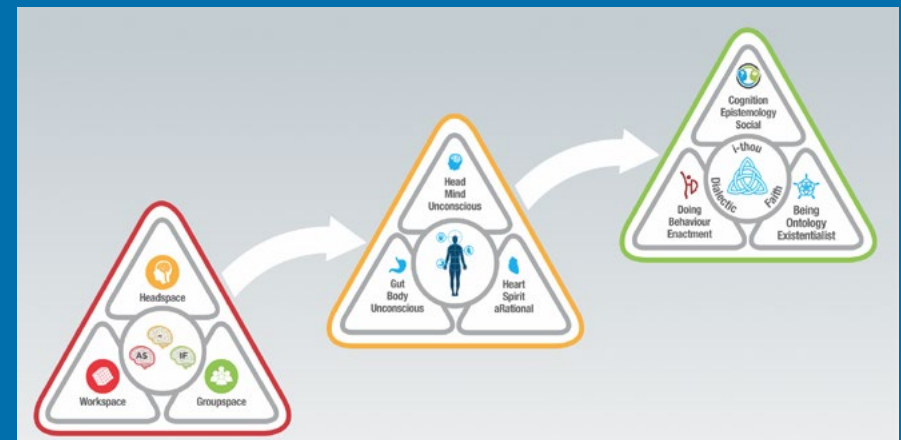 Headspace
AS
IF
Workspace
Groupspace
Head
Mind
Unconscious
Gut
Body
Unconscious
Heart
Spirit
aRational
Cognition
Epistemology
Social
i-thou
Dialectic
Faith
Doing
Behaviour
Enactment
Being
Ontology
Existentialist